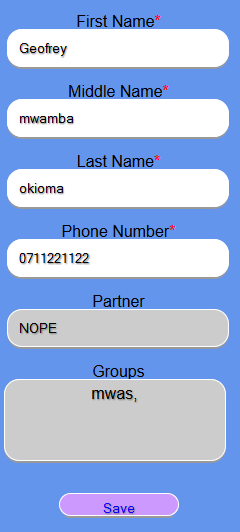 First Name*
Geofrey
Middle Name*
mwamba
Last Name*
okioma
Phone Number*
0711221122
Partner
NOPE
Groups
mwas,
Save